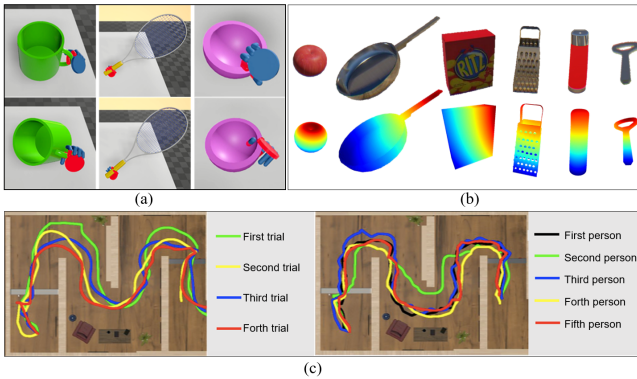 RITZ
(a)
(b)
First trial
Second trial
Third trial
Forth trial
First person
Second person
Third person
Forth person
Fifth person
(c)